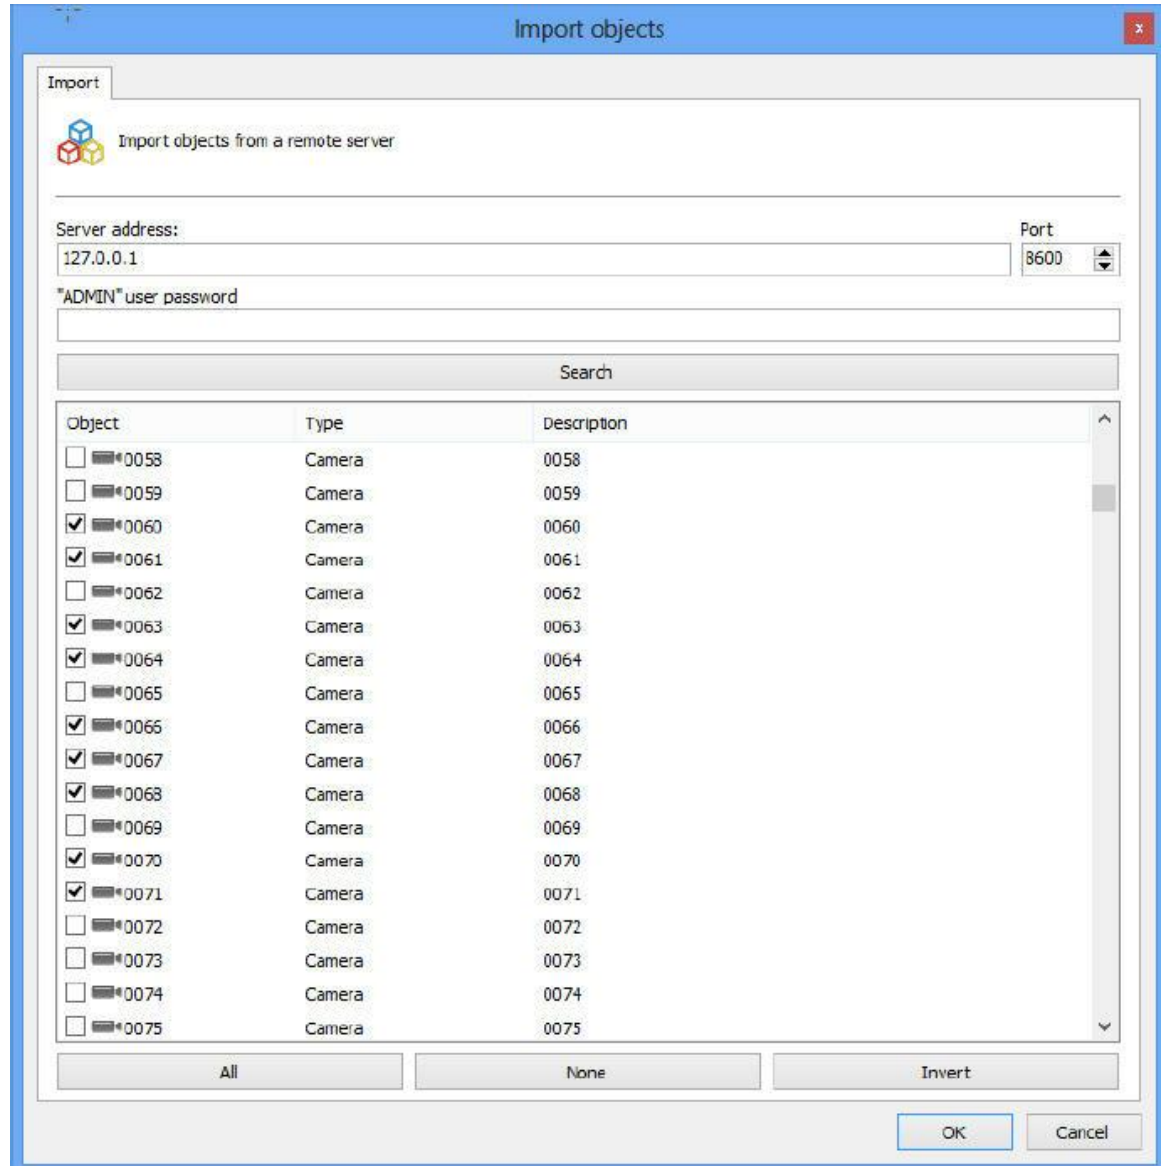 Import objects
x
Import
Import objects from a remote server
Server address: Port
127.0.0.1 8600
"ADMIN" user password
Search
Object Type Description
0058 Camera 0058
0059 Camera 0059
0060 Camera 0060
0061 Camera 0061
0062 Camera 0062
0063 Camera 0063
0064 Camera 0064
0065 Camera 0065
0066 Camera 0066
0067 Camera 0067
0068 Camera 0068
0069 Camera 0069
0070 Camera 0070
0071 Camera 0071
0072 Camera 0072
0073 Camera 0073
0074 Camera 0074
0075 Camera 0075
All None Invert
OK Cancel